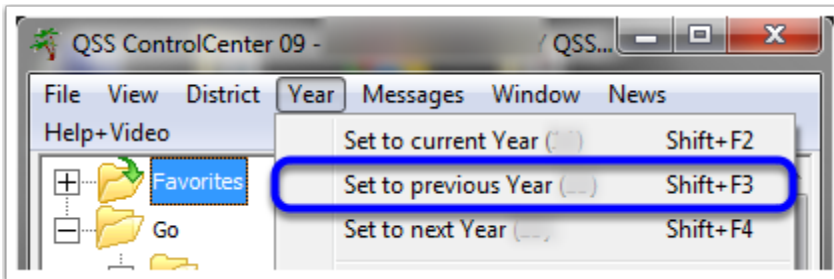 QSS ControlCenter 09 - / QSS...
File View District Year Messages Window News
Help+Video
Set to current Year ( ) Shift+F2
Favorites
Set to previous Year ( ) Shift+F3
Go
Set to next Year ( Shift+F4